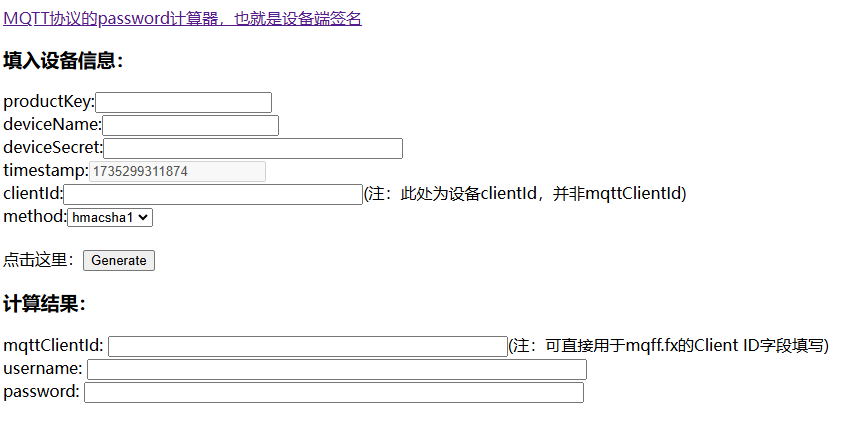 MQTT协议的password计算器，也就是设备端签名
填入设备信息：
productKey:
deviceName:
deviceSecret:
timestamp:1735299311874
clientId:(注：此处为设备clientId，并非mqttClientId)
method:hmacsha1
点击这里：Generate
计算结果：
mqttClientId:(注：可直接用于mqff.fx的Client ID字段填写)
username:
password: